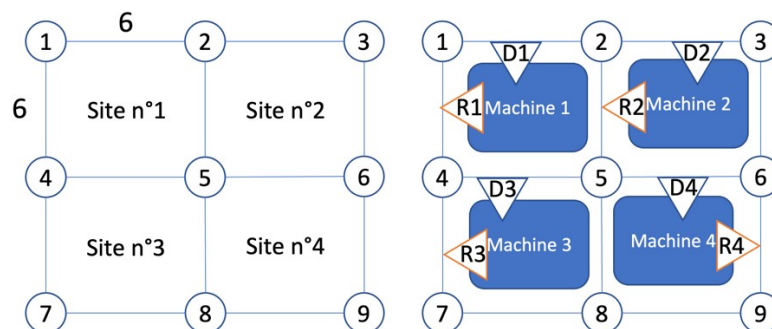 6
1 2 3
6 Site n°1 Site n°2
4 5 6
Site n°3 Site n°4
7 8 9
1 2 3
D1 D2
R1 Machine 1 R2 Machine 2
4 5 6
D3 D4
R3 Machine 3 Machine 4 R4
7 8 9